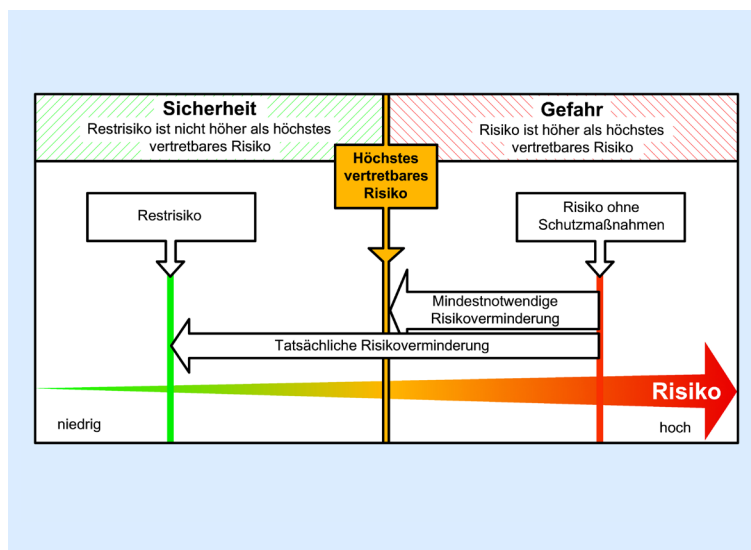 Sicherheit
Restrisiko ist nicht höher als höchstes
vertretbares Risiko
Gefahr
Risiko ist höher als höchstes
vertretbares Risiko
Höchstes
vertretbares
Risiko
Restrisiko
Risiko ohne
Schutzmaßnahmen
Mindestnotwendige
Risikoverminderung
Tatsächliche Risikoverminderung
Risiko
niedrig
hoch